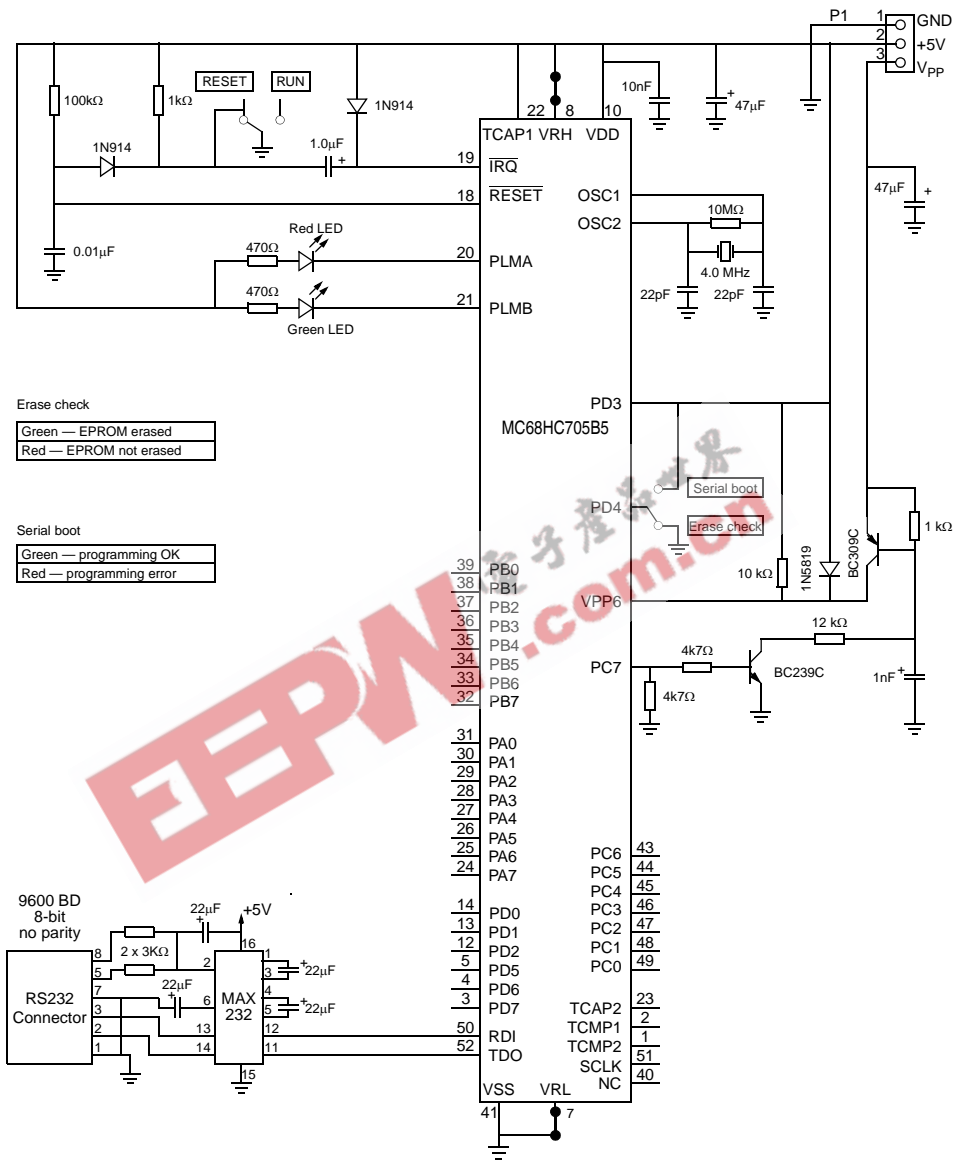 P1
1
GND
2
+5V
3
VPP
RESET
RUN
100kΩ
1kΩ
1N914
10nF
47μF
22
8
10
TCAP1 VRH VDD
1N914
1.0μF
+
19
IRQ
18
RESET
OSC1
OSC2
10MΩ
4.0 MHz
22pF
22pF
47μF
+
0.01μF
Red LED
470Ω
20
PLMA
470Ω
21
PLMB
Green LED
Erase check
Green — EPROM erased
Red — EPROM not erased
PD3
MC68HC705B5
Serial boot
PD4
Erase check
Serial boot
Green — programming OK
Red — programming error
10 kΩ
1N5819
BC309C
1 kΩ
VPP6
12 kΩ
PC7
4k7Ω
BC239C
4k7Ω
1nF
+
39 PB0
38 PB1
37 PB2
36 PB3
35 PB4
34 PB5
33 PB6
32 PB7
電子產品世界
EEPW.com.cn
31 PA0
30 PA1
29 PA2
28 PA3
27 PA4
26 PA5
25 PA6
24 PA7
PC6 43
PC5 44
PC4 45
PC3 46
PC2 47
PC1 48
PC0 49
14 PD0
13 PD1
12 PD2
5 PD5
4 PD6
3 PD7
TCAP2 23
TCMP1 2
TCMP2 1
SCLK 51
NC 40
50 RDI
52 TDO
9600 BD
8-bit
no parity
22μF
+
+5V
16
8
5
7
3
2
1
2 x 3KΩ
22μF
+
RS232
Connector
2
6
13
14
MAX
232
1
3
4
5
12
11
15
+
22μF
+
22μF
VSS
VRL
41
7